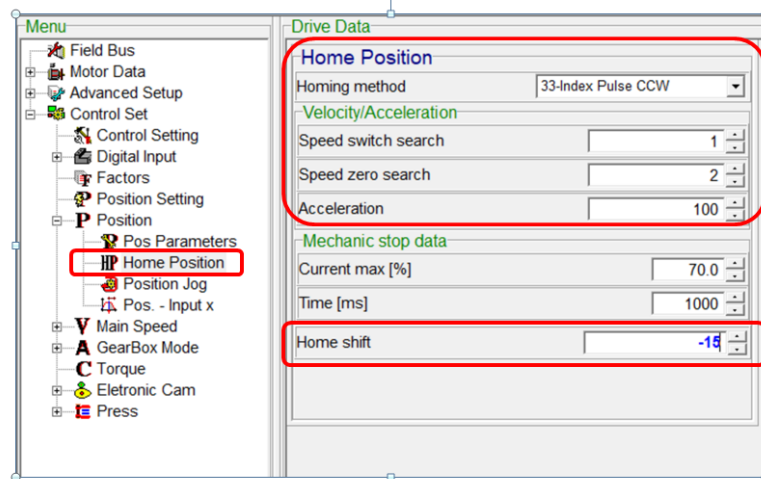 Menu
Field Bus
Motor Data
Advanced Setup
Control Set
Control Setting
Digital Input
Factors
Position Setting
Position
Pos Parameters
Home Position
Position Jog
Pos. - Input x
Main Speed
GearBox Mode
Torque
Eletronic Cam
Press
Drive Data
Home Position
Homing method 33-Index Pulse CCW
Velocity/Acceleration
Speed switch search 1
Speed zero search 2
Acceleration 100
Mechanic stop data
Current max [%] 70.0
Time [ms] 1000
Home shift -15